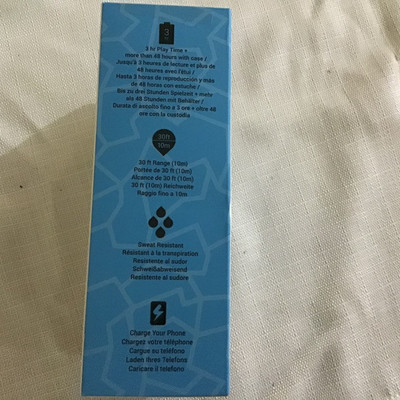 3
3 hr Play Time +
more than 48 hours with case /
Jusqu'à 3 heures de lecture et plus de
48 heures avec l'étui /
Hasta 3 horas de reproducción y más
de 48 horas con estuche /
Bis zu drei Stunden Spielzeit + mehr
als 48 Stunden mit Behälter /
Durata di ascolto fino a 3 ore + oltre 48
ore con la custodia
30ft
10m
30 ft Range (10m)
Portée de 30 ft (10m)
Alcance de 30 ft (10m)
30 ft (10m) Reichweite
Raggio fino a 10m
Sweat Resistant
Résistant à la transpiration
Resistente al sudor
Schweißabweisend
Resistente al sudore
Charge Your Phone
Chargez votre téléphone
Cargue su teléfono
Laden Ihres Telefons
Caricare il telefono